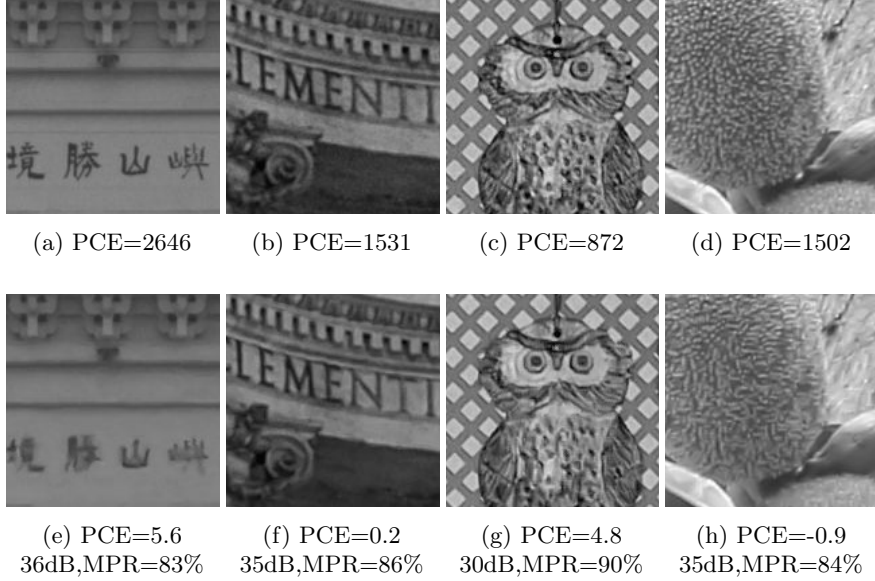 境 勝 山 嶼
LEMENTI
(a) PCE=2646
(b) PCE=1531
(c) PCE=872
(d) PCE=1502
境 勝 山 嶼
LEMENTI
(e) PCE=5.6
36dB,MPR=83%
(f) PCE=0.2
35dB,MPR=86%
(g) PCE=4.8
30dB,MPR=90%
(h) PCE=-0.9
35dB,MPR=84%